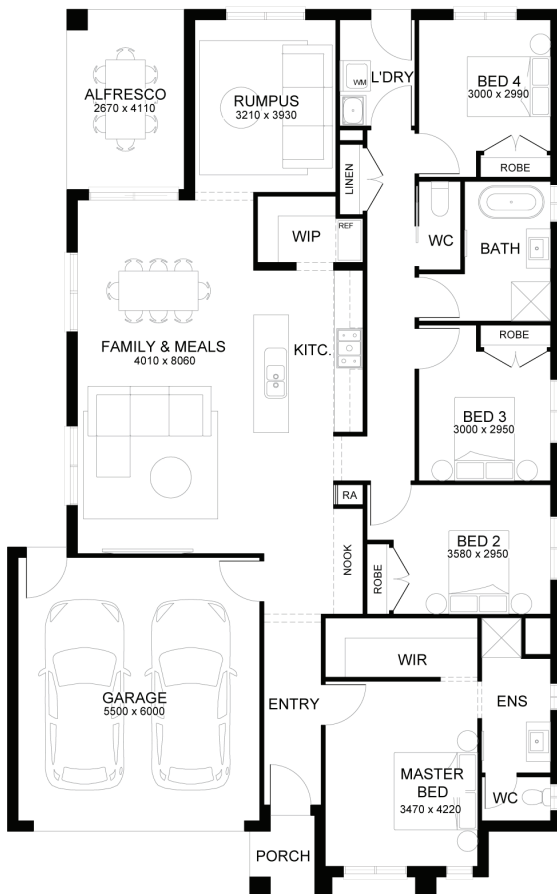 ALFRESCO
2670 x 4110
RUMPUS
3210 x 3930
WM
L'DRY
BED 4
3000 x 2990
ROBE
LINEN
WIP
REF
WC
BATH
FAMILY & MEALS
4010 x 8060
KITC.
ROBE
BED 3
3000 x 2950
RA
NOOK
BED 2
3580 x 2950
ROBE
WIR
GARAGE
5500 x 6000
ENTRY
ENS
MASTER
BED
3470 x 4220
WC
PORCH